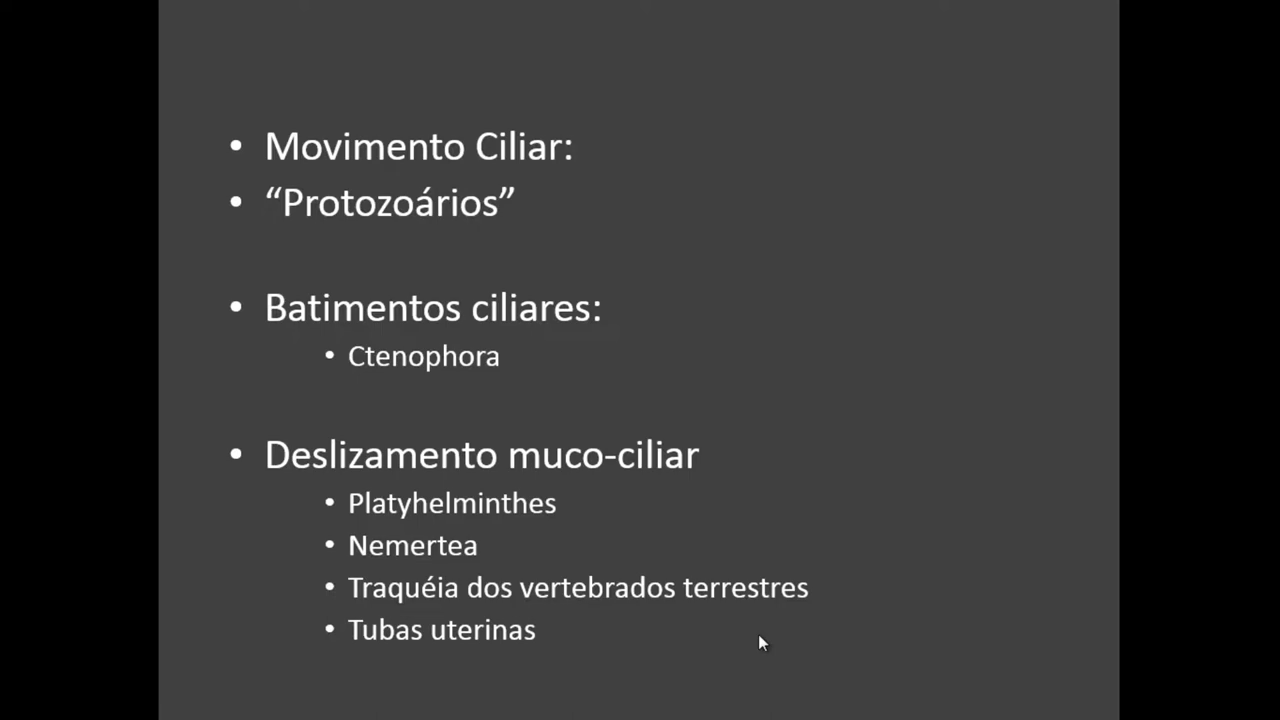 • Movimento Ciliar:
• “Protozoários”
• Batimentos ciliares:
• Ctenophora
• Deslizamento muco-ciliar
• Platyhelminthes
• Nemertea
• Traquéia dos vertebrados terrestres
• Tubas uterinas